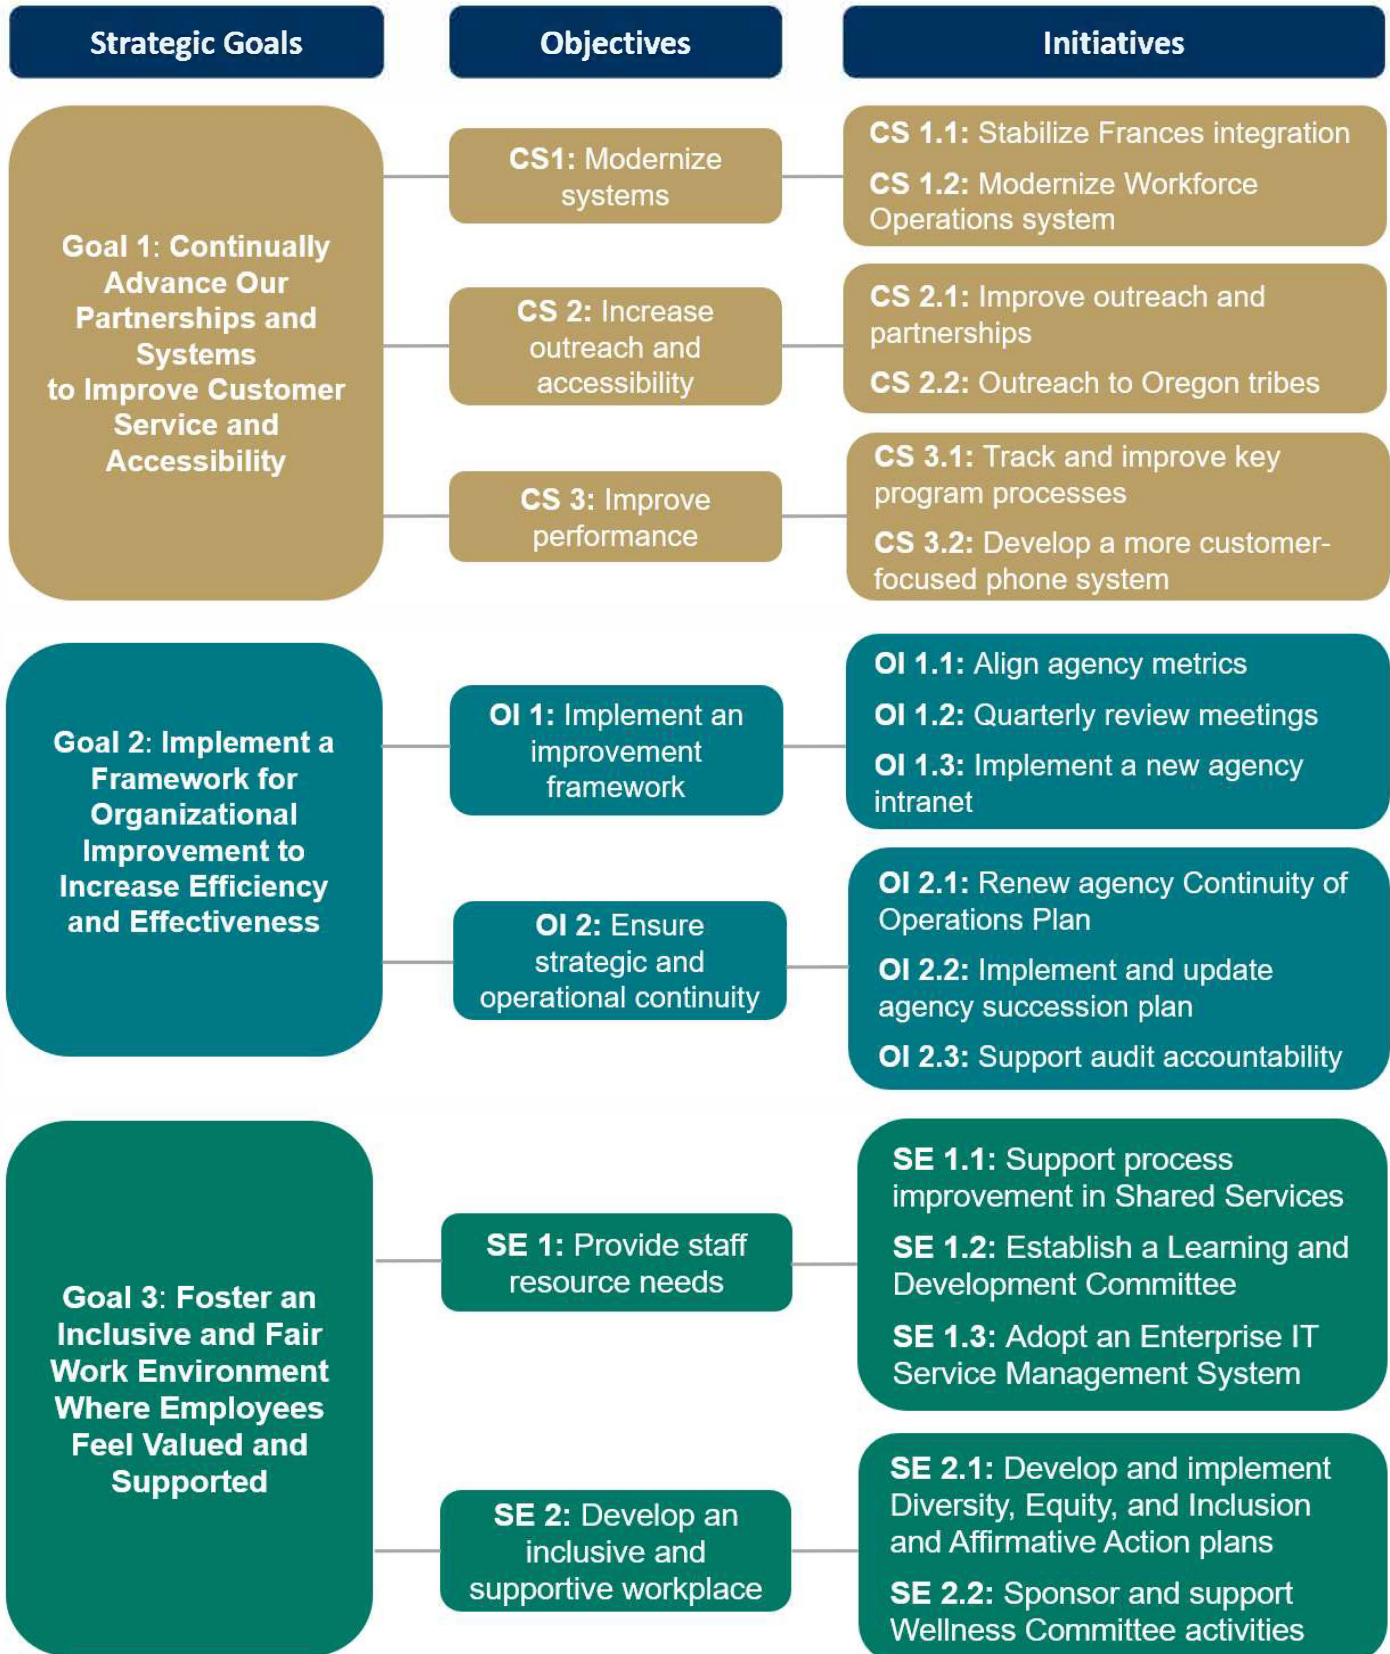 Strategic Goals
Objectives
Initiatives
Goal 1: Continually
Advance Our
Partnerships and
Systems
to Improve Customer
Service and
Accessibility
CS1: Modernize
systems
CS 1.1: Stabilize Frances integration
CS 1.2: Modernize Workforce
Operations system
CS 2: Increase
outreach and
accessibility
CS 2.1: Improve outreach and
partnerships
CS 2.2: Outreach to Oregon tribes
CS 3: Improve
performance
CS 3.1: Track and improve key
program processes
CS 3.2: Develop a more customer-
focused phone system
Goal 2: Implement a
Framework for
Organizational
Improvement to
Increase Efficiency
and Effectiveness
OI 1: Implement an
improvement
framework
OI 1.1: Align agency metrics
OI 1.2: Quarterly review meetings
OI 1.3: Implement a new agency
intranet
OI 2: Ensure
strategic and
operational continuity
OI 2.1: Renew agency Continuity of
Operations Plan
OI 2.2: Implement and update
agency succession plan
OI 2.3: Support audit accountability
Goal 3: Foster an
Inclusive and Fair
Work Environment
Where Employees
Feel Valued and
Supported
SE 1: Provide staff
resource needs
SE 1.1: Support process
improvement in Shared Services
SE 1.2: Establish a Learning and
Development Committee
SE 1.3: Adopt an Enterprise IT
Service Management System
SE 2: Develop an
inclusive and
supportive workplace
SE 2.1: Develop and implement
Diversity, Equity, and Inclusion
and Affirmative Action plans
SE 2.2: Sponsor and support
Wellness Committee activities